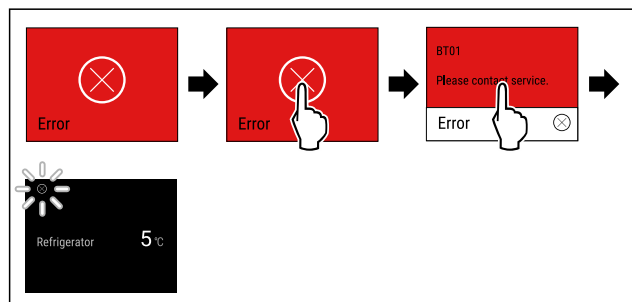 Error
Error
BT01
Please contact service.
Error
Refrigerator 5 °C